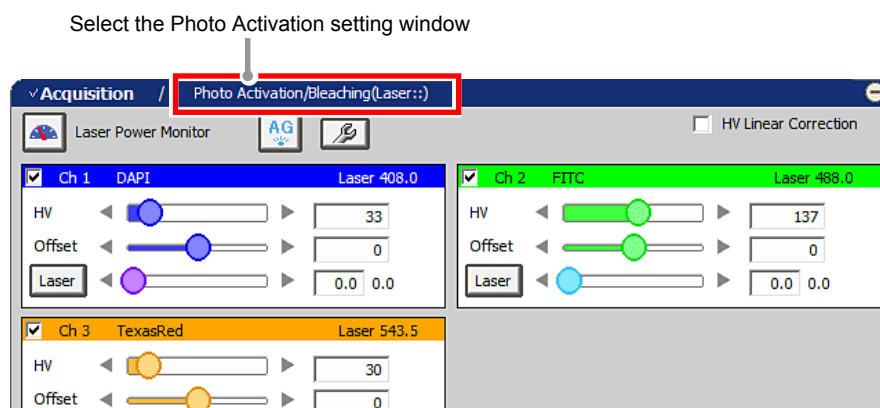 Select the Photo Activation setting window
Acquisition / Photo Activation/Bleaching(Laser::)
Laser Power Monitor AG HV Linear Correction
Ch 1 DAPI Laser 408.0
HV 33
Offset 0
Laser 0.0 0.0
Ch 2 FITC Laser 488.0
HV 137
Offset 0
Laser 0.0 0.0
Ch 3 TexasRed Laser 543.5
HV 30
Offset 0